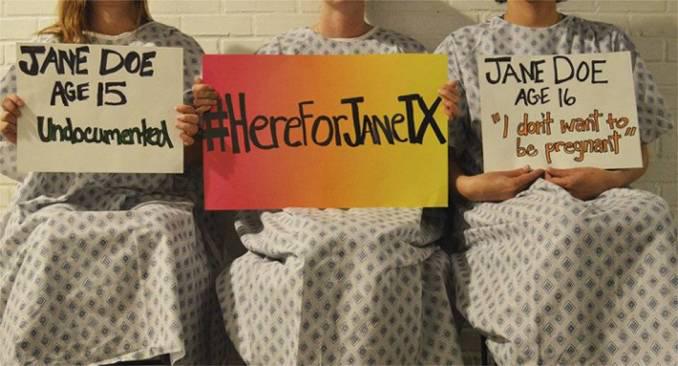 JANE DOE
AGE 15
Undocumented
#HereForJaneTX
JANE DOE
AGE 16
"I don't want to
be pregnant"